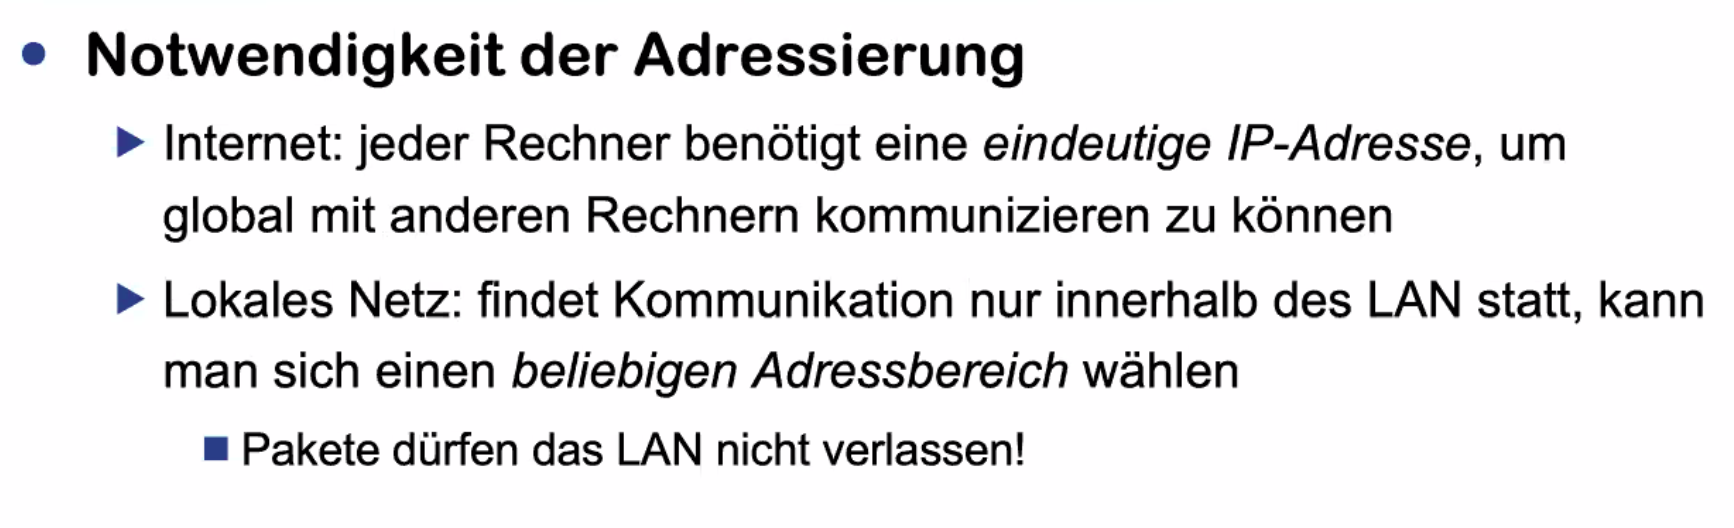 Notwendigkeit der Adressierung
Internet: jeder Rechner benötigt eine eindeutige IP-Adresse, um
global mit anderen Rechnern kommunizieren zu können
Lokales Netz: findet Kommunikation nur innerhalb des LAN statt, kann
man sich einen beliebigen Adressbereich wählen
Pakete dürfen das LAN nicht verlassen!